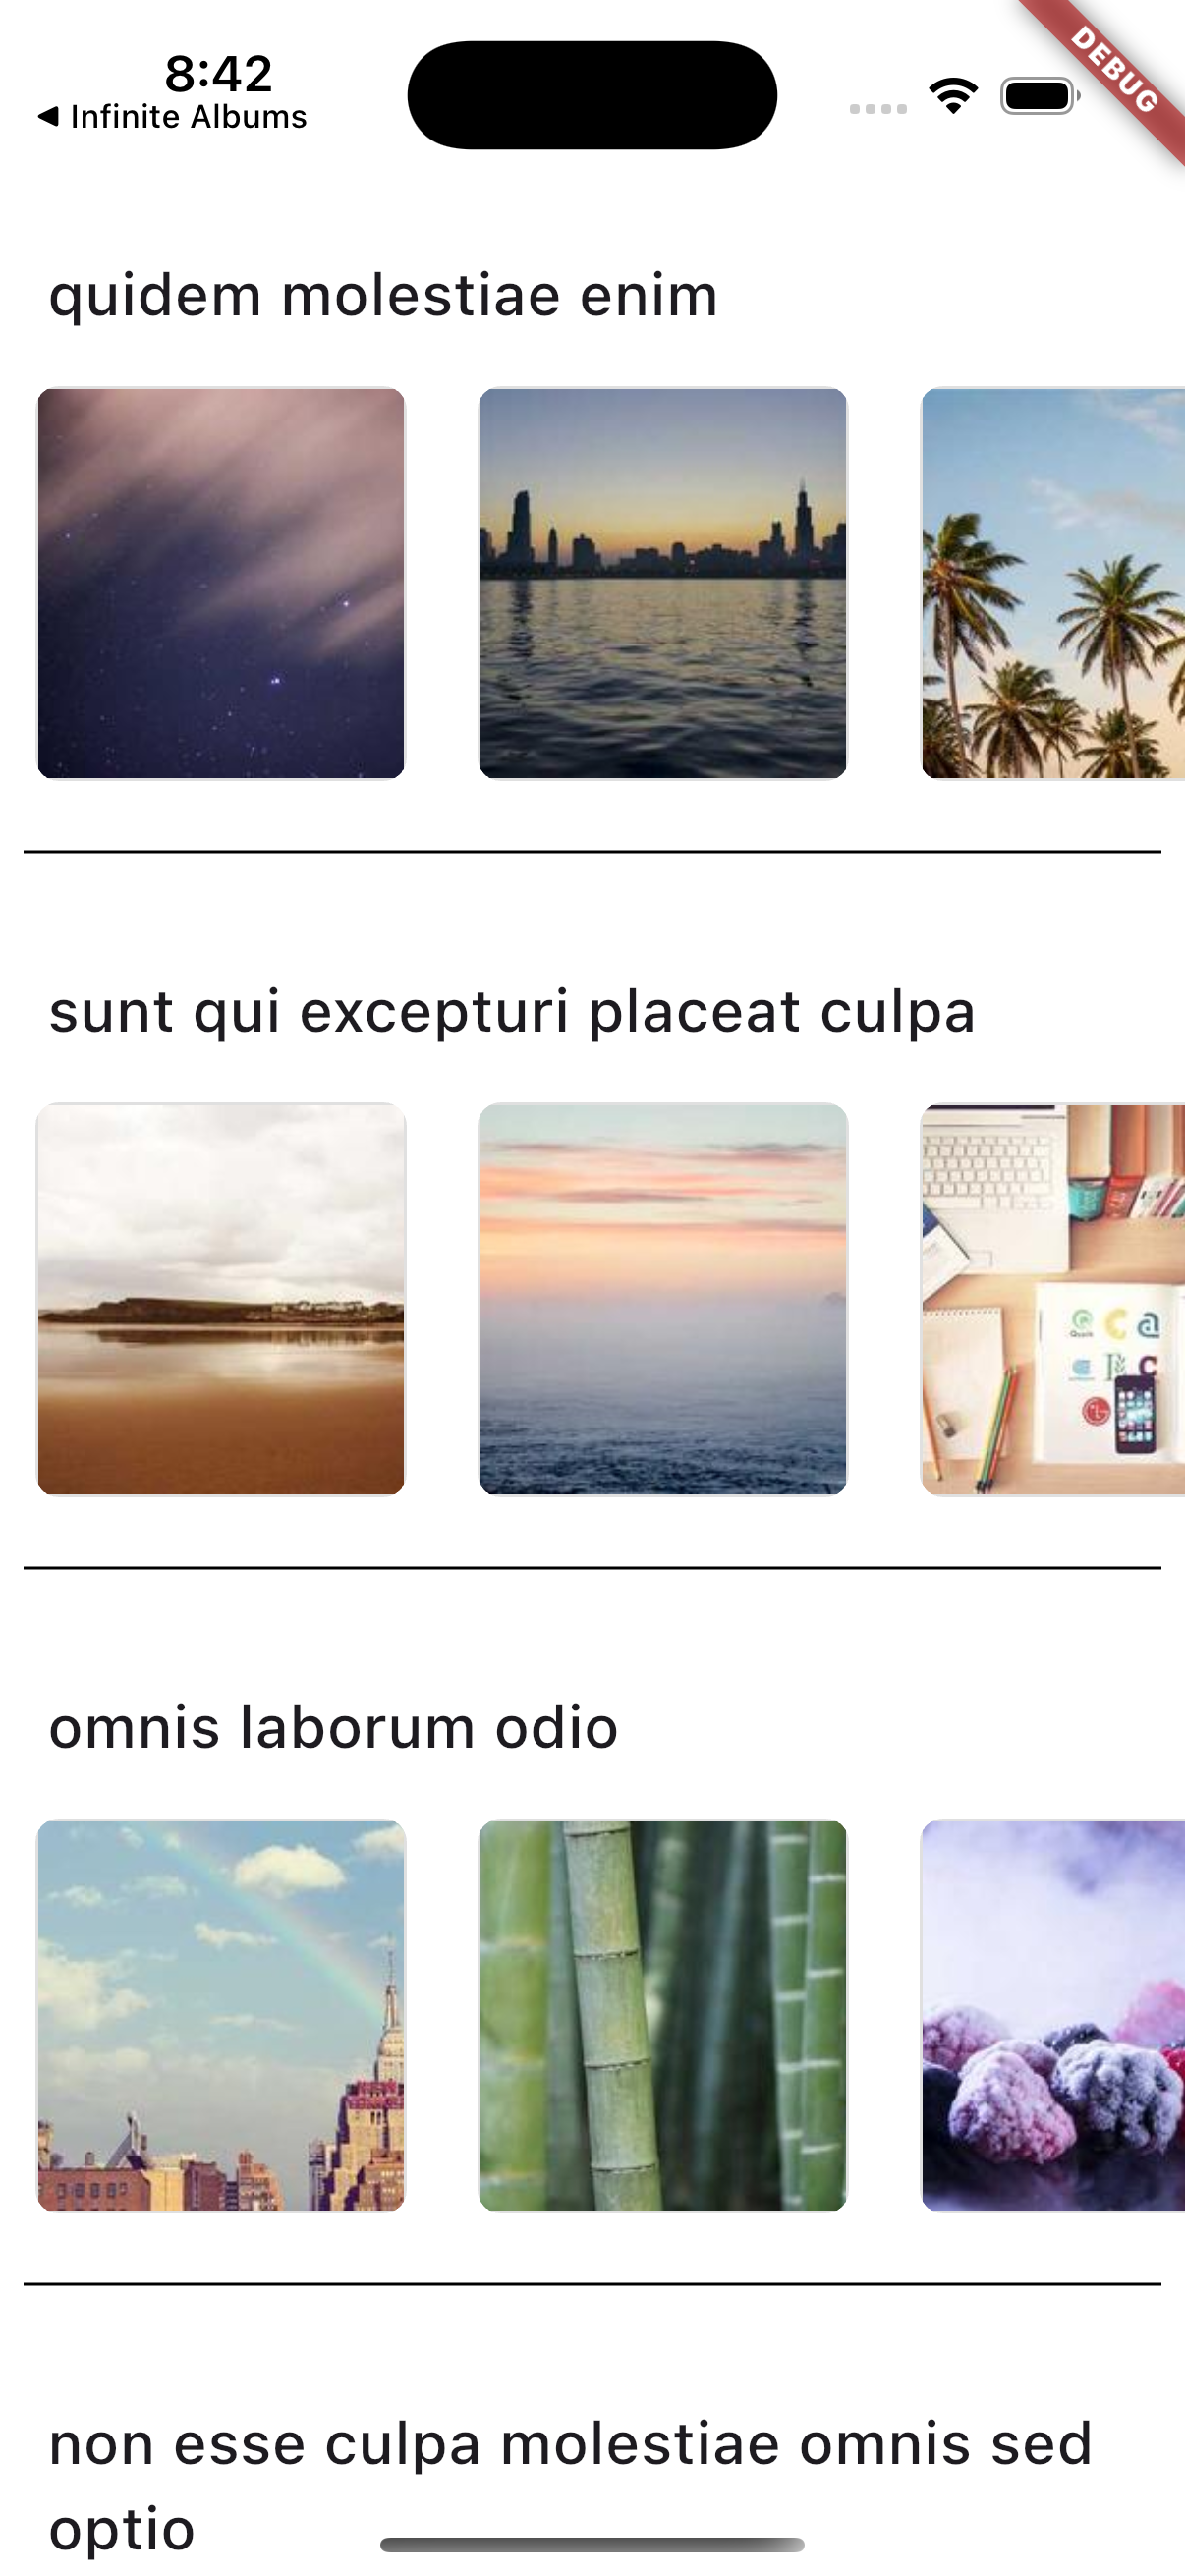 8:42
DEBUG
◀ Infinite Albums
quidem molestiae enim
sunt qui excepturi placeat culpa
omnis laborum odio
non esse culpa molestiae omnis sed
optio